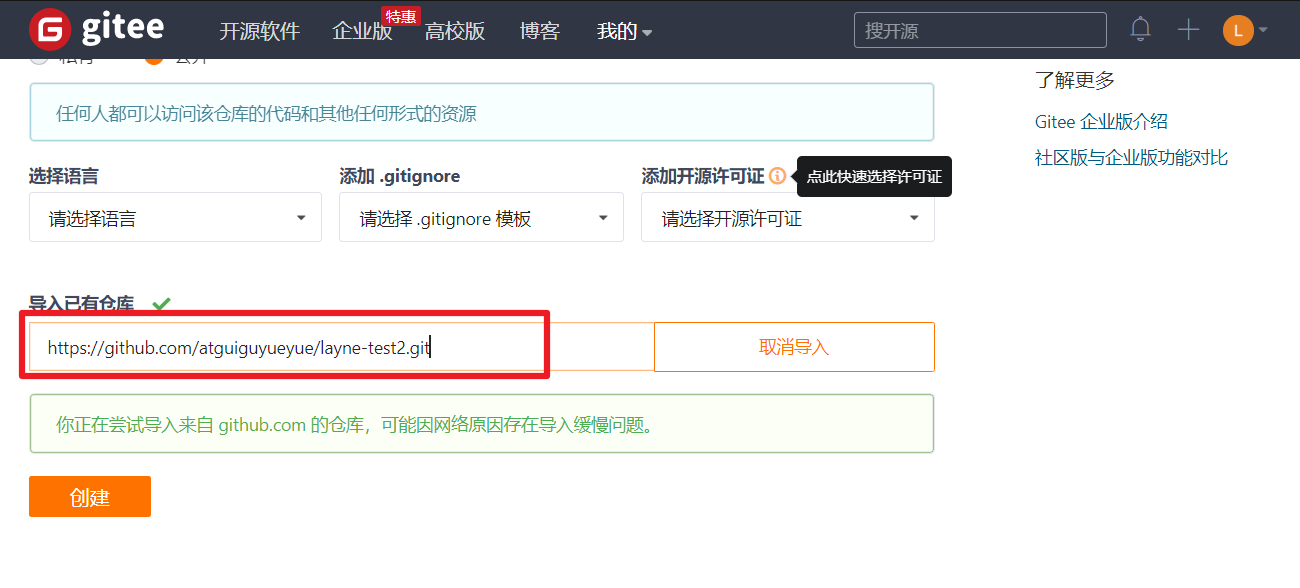 gitee
开源软件
企业版
特惠
高校版
博客
我的
搜开源
L
私有
公开
任何人都可以访问该仓库的代码和其他任何形式的资源
选择语言
添加 .gitignore
添加开源许可证
点此快速选择许可证
请选择语言
请选择 .gitignore 模板
请选择开源许可证
导入已有仓库
https://github.com/atguiguyueyue/layne-test2.git
取消导入
你正在尝试导入来自 github.com 的仓库，可能因网络原因存在导入缓慢问题。
创建
了解更多
Gitee 企业版介绍
社区版与企业版功能对比